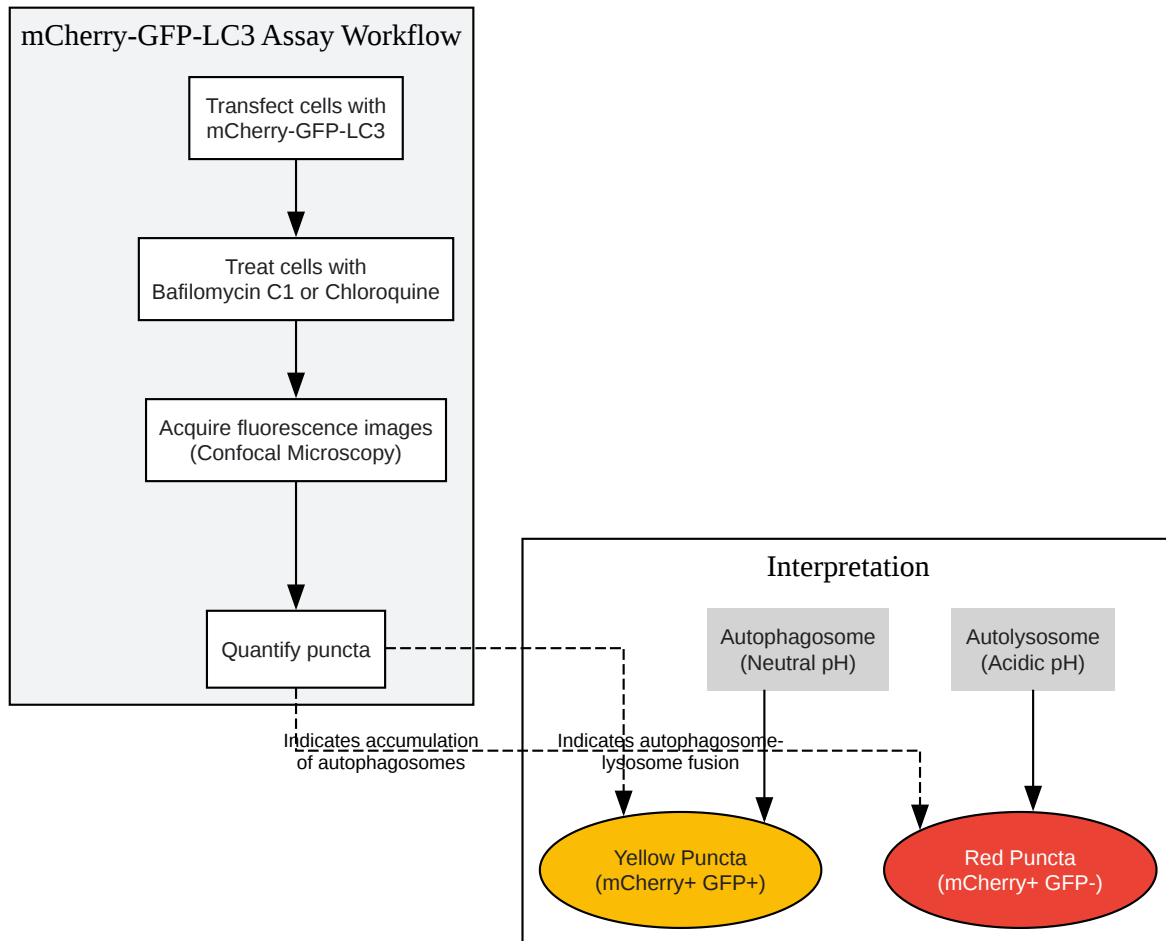 mCherry-GFP-LC3 Assay Workflow
Transfect cells with
mCherry-GFP-LC3
Treat cells with
Bafilomycin C1 or Chloroquine
Acquire fluorescence images
(Confocal Microscopy)
Quantify puncta
Interpretation
Autophagosome
(Neutral pH)
Autolysosome
(Acidic pH)
Indicates accumulation
of autophagosomes
Indicates autophagosome-
lysosome fusion
Yellow Puncta
(mCherry+ GFP+)
Red Puncta
(mCherry+ GFP-)